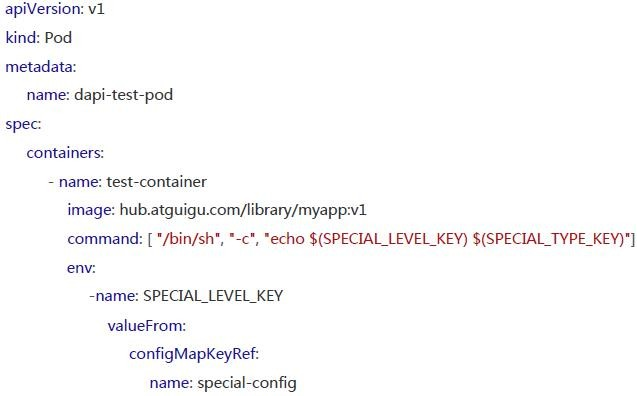 apiVersion: v1
kind: Pod
metadata:
  name: dapi-test-pod
spec:
  containers:
    - name: test-container
      image: hub.atguigu.com/library/myapp:v1
      command: [ "/bin/sh", "-c", "echo $(SPECIAL_LEVEL_KEY) $(SPECIAL_TYPE_KEY)"]
      env:
        -name: SPECIAL_LEVEL_KEY
          valueFrom:
            configMapKeyRef:
              name: special-config